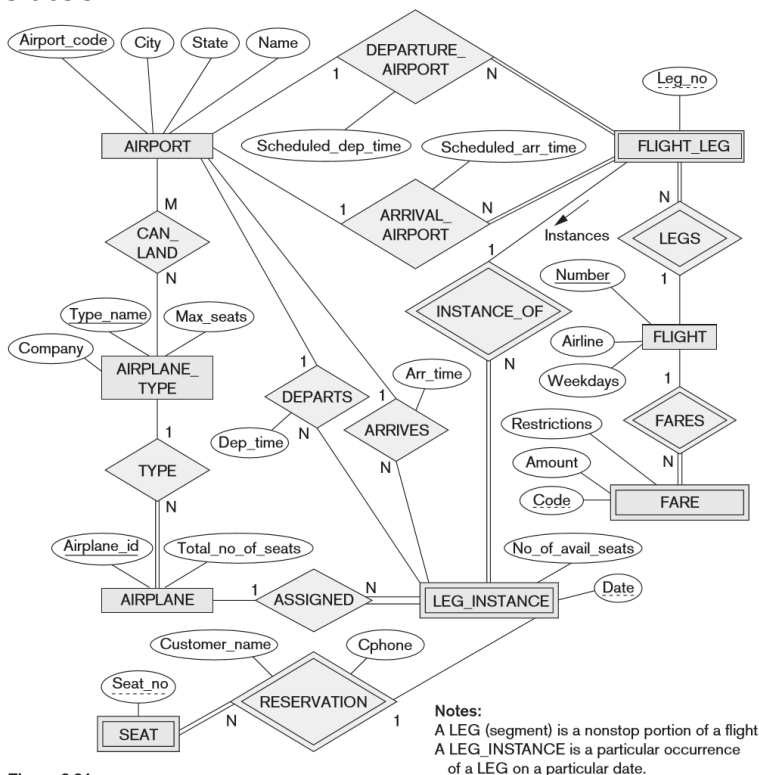 Airport_code
City
State
Name
DEPARTURE_
AIRPORT
1
N
Leg_no
AIRPORT
Scheduled_dep_time
Scheduled_arr_time
FLIGHT_LEG
M
CAN_
LAND
N
1
ARRIVAL_
AIRPORT
N
Instances
1
N
LEGS
1
Type_name
Max_seats
Company
AIRPLANE_
TYPE
INSTANCE_OF
N
Number
FLIGHT
Airline
Weekdays
1
1
DEPARTS
N
Dep_time
1
Arr_time
ARRIVES
N
FARES
N
Restrictions
Amount
Code
FARE
1
TYPE
N
Airplane_id
Total_no_of_seats
AIRPLANE
1
ASSIGNED
N
LEG_INSTANCE
No_of_avail_seats
Date
Customer_name
Cphone
RESERVATION
N
1
Seat_no
SEAT
Notes:
A LEG (segment) is a nonstop portion of a flight
A LEG_INSTANCE is a particular occurrence
of a LEG on a particular date.